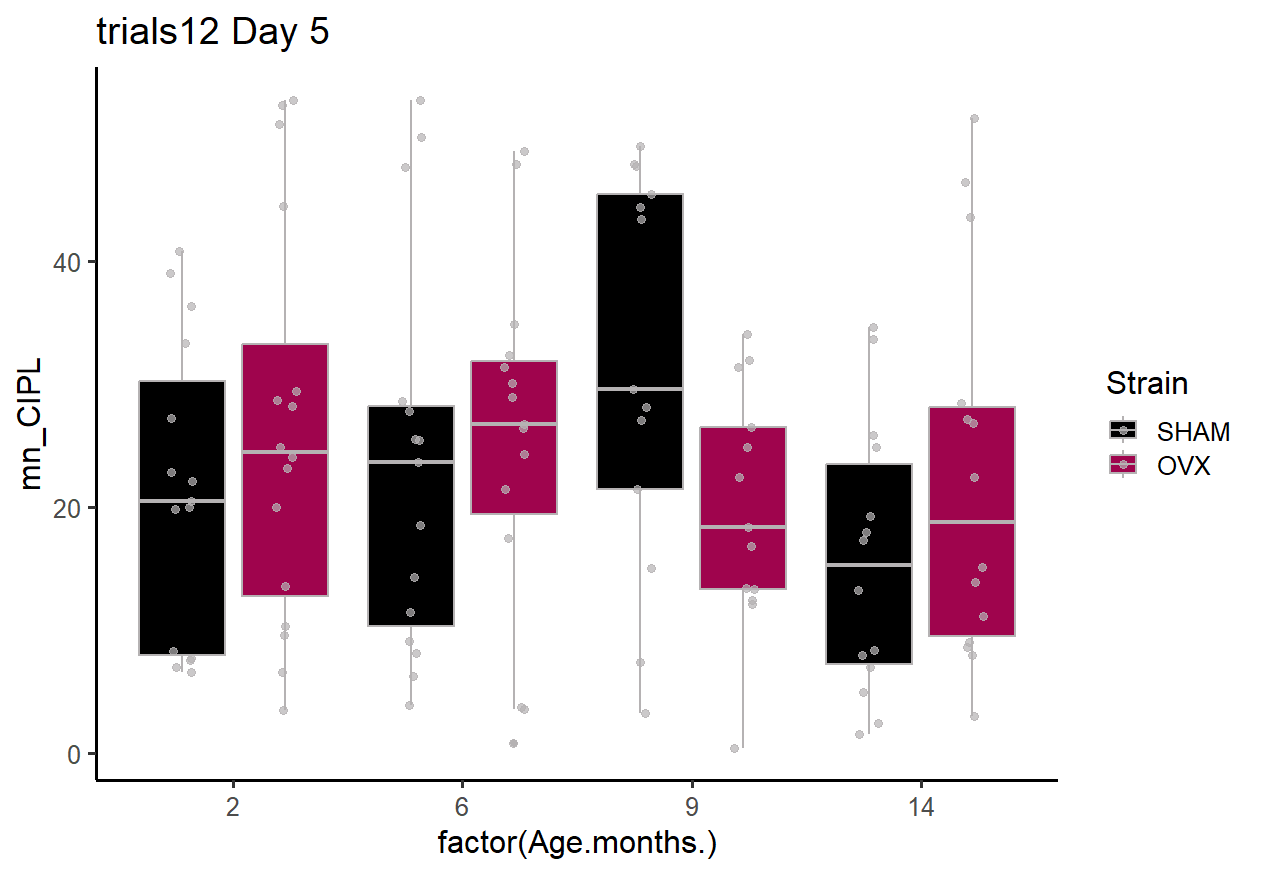 trials12 Day 5
mn_CIPL
40
20
0
2 6 9 14
factor(Age.months.)
Strain
SHAM
OVX